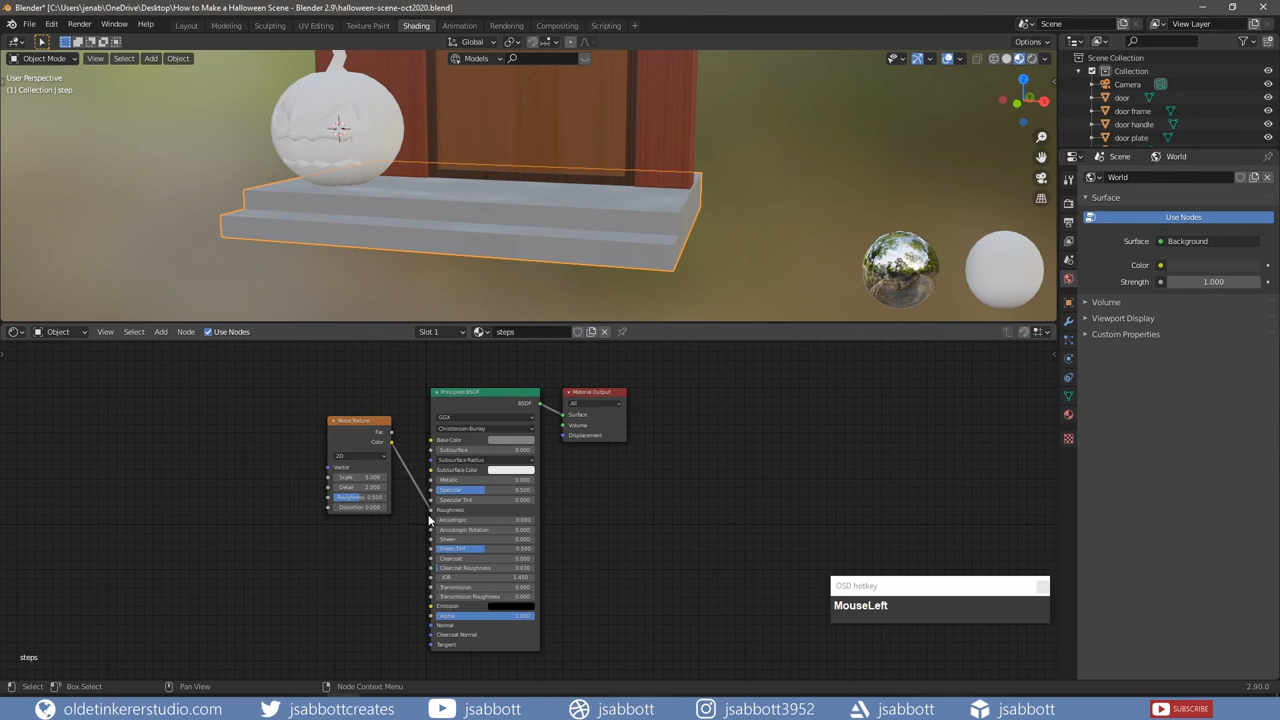 Blender* [C:\Users\jenab\OneDrive\Desktop\How to Make a Halloween Scene - Blender 2.9\halloween-scene-oct2020.blend]
File Edit Render Window Help Layout Modeling Sculpting UV Editing Texture Paint Shading Animation Rendering Compositing Scripting Scene View Layer
Global Options
Object Mode View Select Add Object Models
User Perspective
(1) Collection | step
Scene Collection
Collection
Camera
door
door frame
door handle
door plate
Scene World
World
Surface
Use Nodes
Surface Background
Color
Strength 1.000
Volume
Viewport Display
Custom Properties
Object View Select Add Node Use Nodes Slot 1 steps
Noise Texture
Fac
Color
2D
Vector
Scale 5.000
Detail 2.000
Roughness 0.500
Distortion 0.000
Principled BSDF
BSDF
GGX
Christensen-Burley
Base Color
Subsurface 0.000
Subsurface Radius
Subsurface Color
Metallic 0.000
Specular 0.500
Specular Tint 0.000
Roughness
Anisotropic 0.000
Anisotropic Rotation 0.000
Sheen 0.000
Sheen Tint 0.500
Clearcoat 0.000
Clearcoat Roughness 0.030
IOR 1.450
Transmission 0.000
Transmission Roughness 0.000
Emission
Alpha 1.000
Normal
Clearcoat Normal
Tangent
Material Output
All
Surface
Volume
Displacement
OSD hotkey
MouseLeft
steps
Select Box Select Pan View Node Context Menu 2.90.0
oldetinkererstudio.com jsabbottcreates jsabbott jsabbott jsabbott3952 jsabbott jsabbott SUBSCRIBE